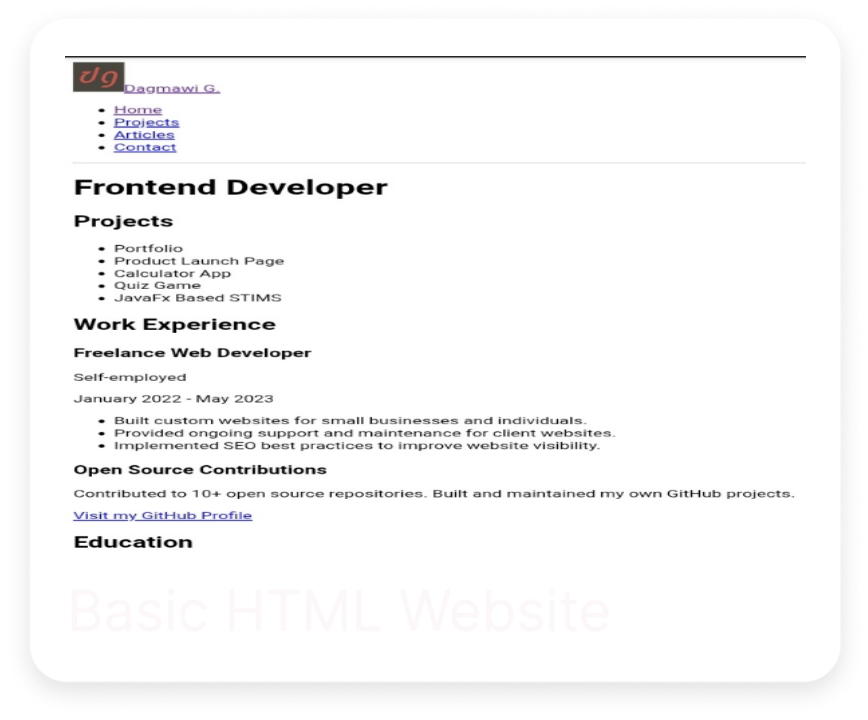 dg Dagmawi G.
Home
Projects
Articles
Contact
Frontend Developer
Projects
Portfolio
Product Launch Page
Calculator App
Quiz Game
JavaFx Based STIMS
Work Experience
Freelance Web Developer
Self-employed
January 2022 - May 2023
Built custom websites for small businesses and individuals.
Provided ongoing support and maintenance for client websites.
Implemented SEO best practices to improve website visibility.
Open Source Contributions
Contributed to 10+ open source repositories. Built and maintained my own GitHub projects.
Visit my GitHub Profile
Education
Basic HTML Website